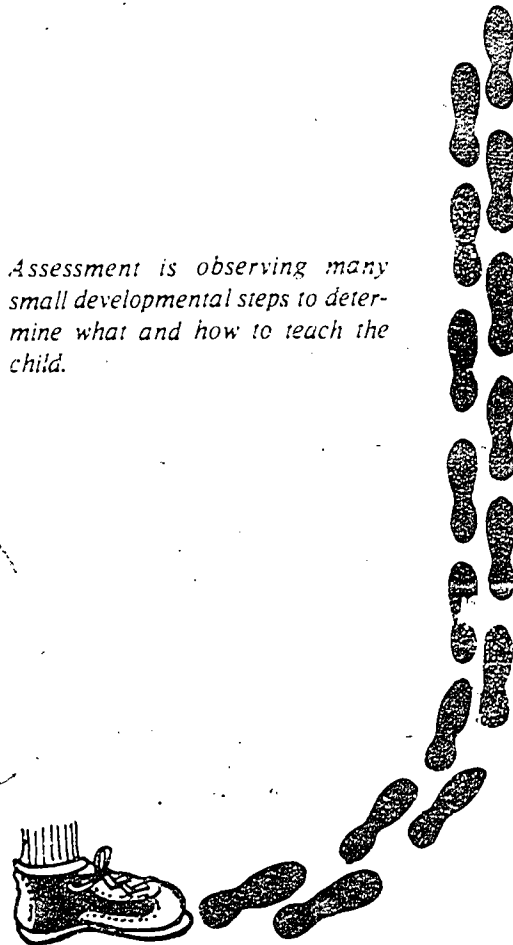 Assessment is observing many
small developmental steps to deter-
mine what and how to teach the
child.